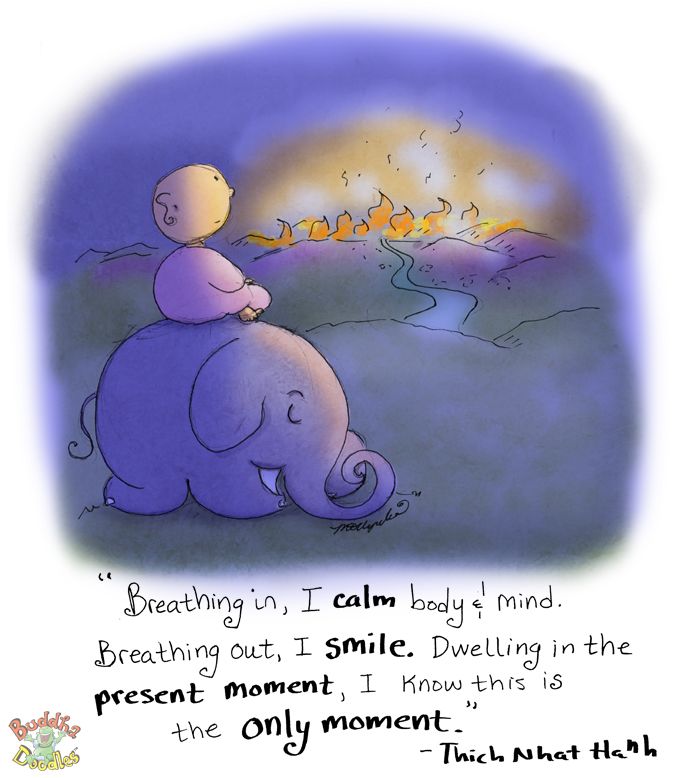 "Breathing in, I calm body & mind.
Breathing out, I smile. Dwelling in the
present moment, I Know this is
the only moment."
- Thich Nhat Hanh
Buddha
Doodles